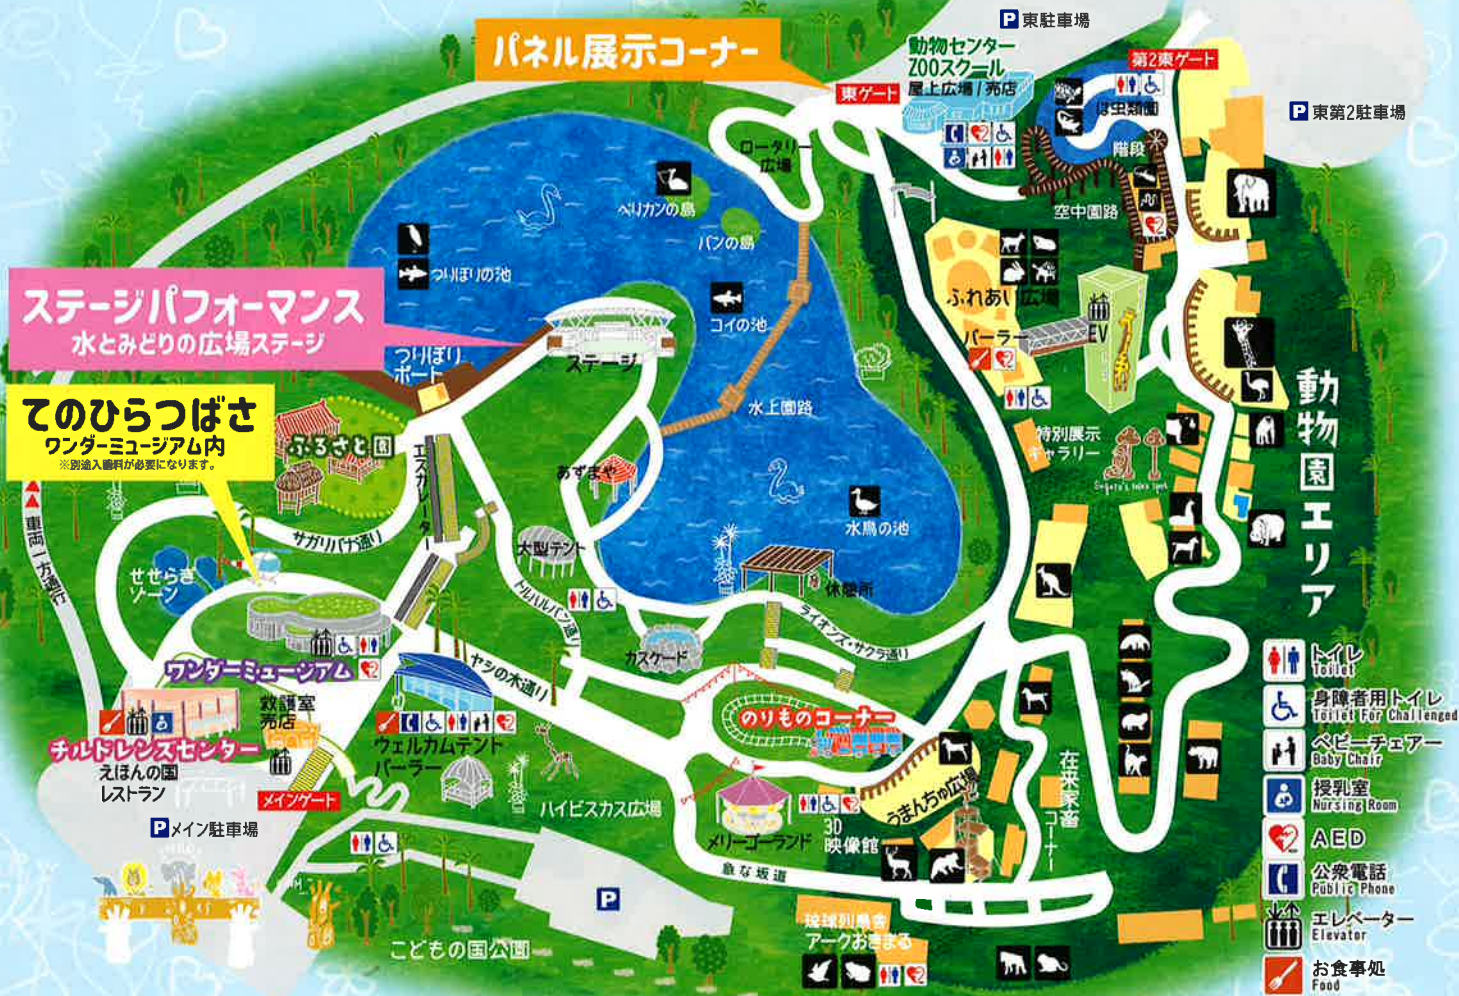 P 東駐車場
パネル展示コーナー
動物センター
ZOOスクール
屋上広場/売店
東ゲート
第2東ゲート
P 東第2駐車場
は虫類園
階段
ロータリー
広場
空中園路
ペリカンの島
バンの島
つりぼりの池
コイの池
ふれあい広場
パーラー
EV
ステージパフォーマンス
水とみどりの広場ステージ
ステージ
つりぼり
ボート
水上園路
てのひらつばさ
ワンダーミュージアム内
※別途入館料が必要になります。
ふるさと園
エスカレーター
あずまや
特別展示
ギャラリー
動物園エリア
水鳥の池
車両一方通行
サガリバナ通り
大型テント
せせらぎ
ゾーン
休憩所
トルバルバン通り
ライオンズ・サクラ通り
カスケード
ワンダーミュージアム
ヤシの木通り
救護室
売店
のりものコーナー
チルドレンズセンター
えほんの国
レストラン
ウェルカムテント
パーラー
メインゲート
ハイビスカス広場
在来家畜コーナー
うまんちゅ広場
P メイン駐車場
メリーゴーランド
3D
映像館
急な坂道
P
こどもの国公園
琉球列島舎
アークおきまる
トイレ
Toilet
身障者用トイレ
Toilet For Challenged
ベビーチェアー
Baby Chair
授乳室
Nursing Room
AED
公衆電話
Public Phone
エレベーター
Elevator
お食事処
Food